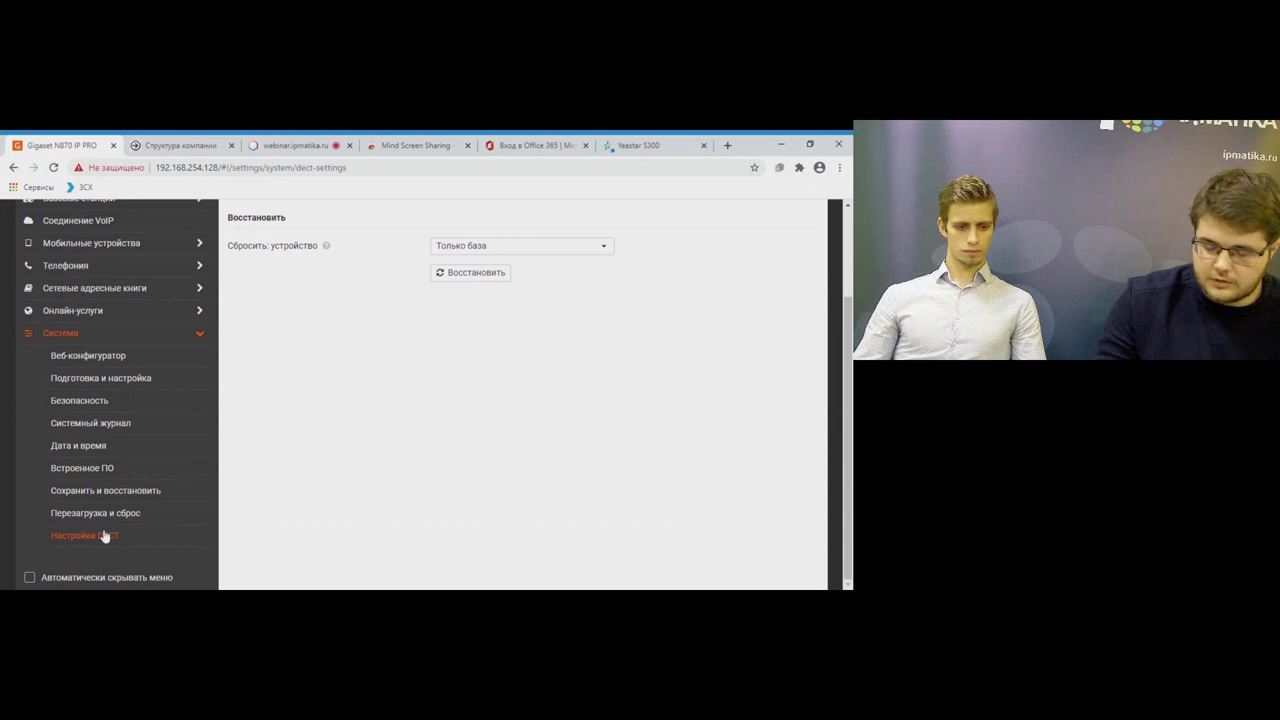 Gigaset N870 IP PRO
Структура компании
webinar.ipmatika.ru
Mind Screen Sharing -
Вход в Office 365 | Mic
Yeastar S300
Не защищено
192.168.254.128/#!/settings/system/dect-settings
Сервисы
3CX
Соединение VoIP
Мобильные устройства
Телефония
Сетевые адресные книги
Онлайн-услуги
Система
Веб-конфигуратор
Подготовка и настройка
Безопасность
Системный журнал
Дата и время
Встроенное ПО
Сохранить и восстановить
Перезагрузка и сброс
Настройки
Автоматически скрывать меню
Восстановить
Сбросить: устройство
Только база
Восстановить
ipmatika.ru